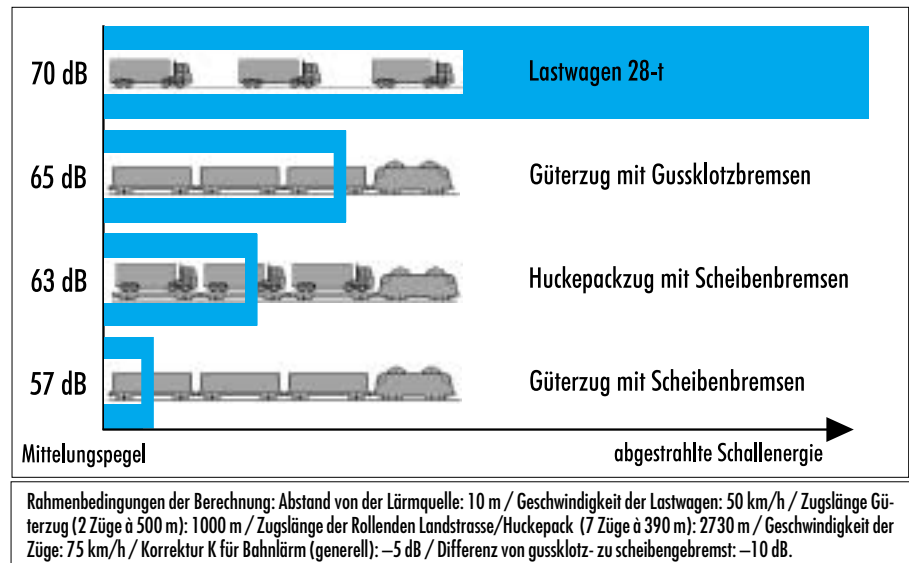 70 dB
Lastwagen 28-t
65 dB
Güterzug mit Gussklotzbremsen
63 dB
Huckepackzug mit Scheibenbremsen
57 dB
Güterzug mit Scheibenbremsen
Mittelungspegel
abgestrahlte Schallenergie
Rahmenbedingungen der Berechnung: Abstand von der Lärmquelle: 10 m / Geschwindigkeit der Lastwagen: 50 km/h / Zugslänge Gü-
terzug (2 Züge à 500 m): 1000 m / Zugslänge der Rollenden Landstrasse/Huckepack (7 Züge à 390 m): 2730 m / Geschwindigkeit der
Züge: 75 km/h / Korrektur K für Bahnlärm (generell): –5 dB / Differenz von gussklotz- zu scheibengebremst: –10 dB.